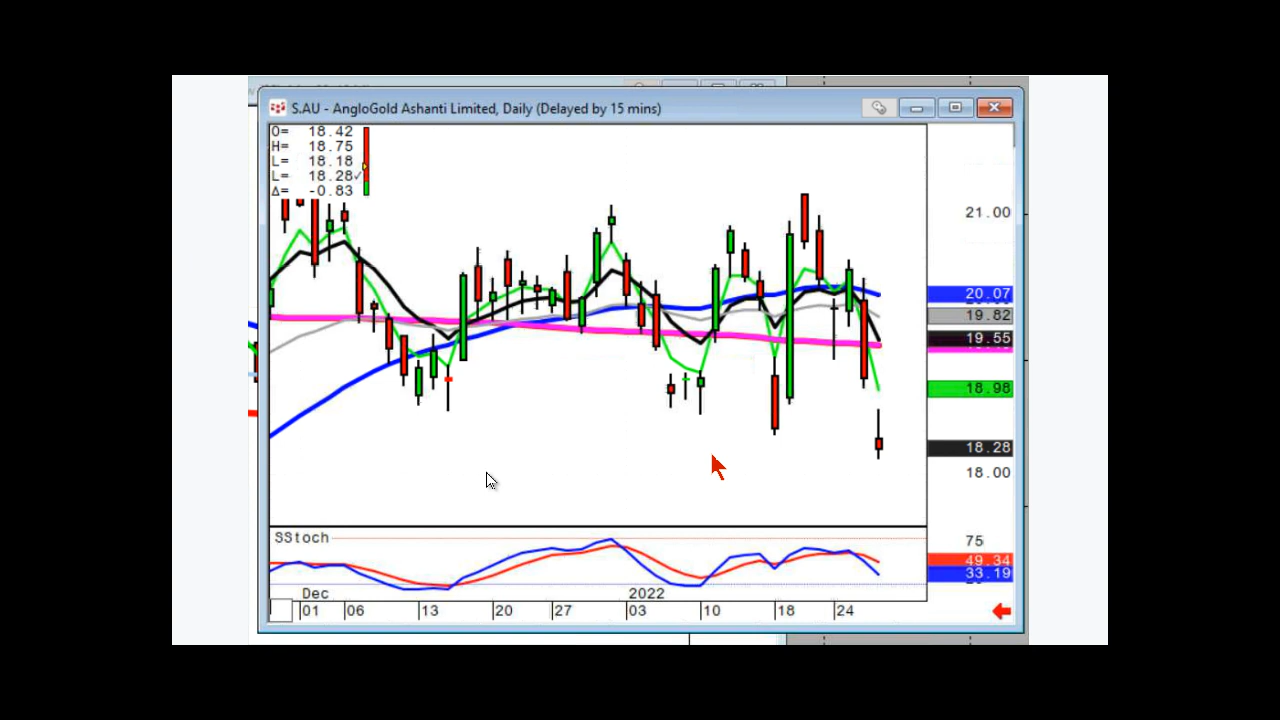 S.AU - AngloGold Ashanti Limited, Daily (Delayed by 15 mins)
O= 18.42
H= 18.75
L= 18.18
L= 18.28✓
Δ= -0.83
21.00
20.07
19.82
19.55
18.98
18.28
18.00
SStoch
75
49.34
33.19
Dec 2022
01 06 13 20 27 03 10 18 24